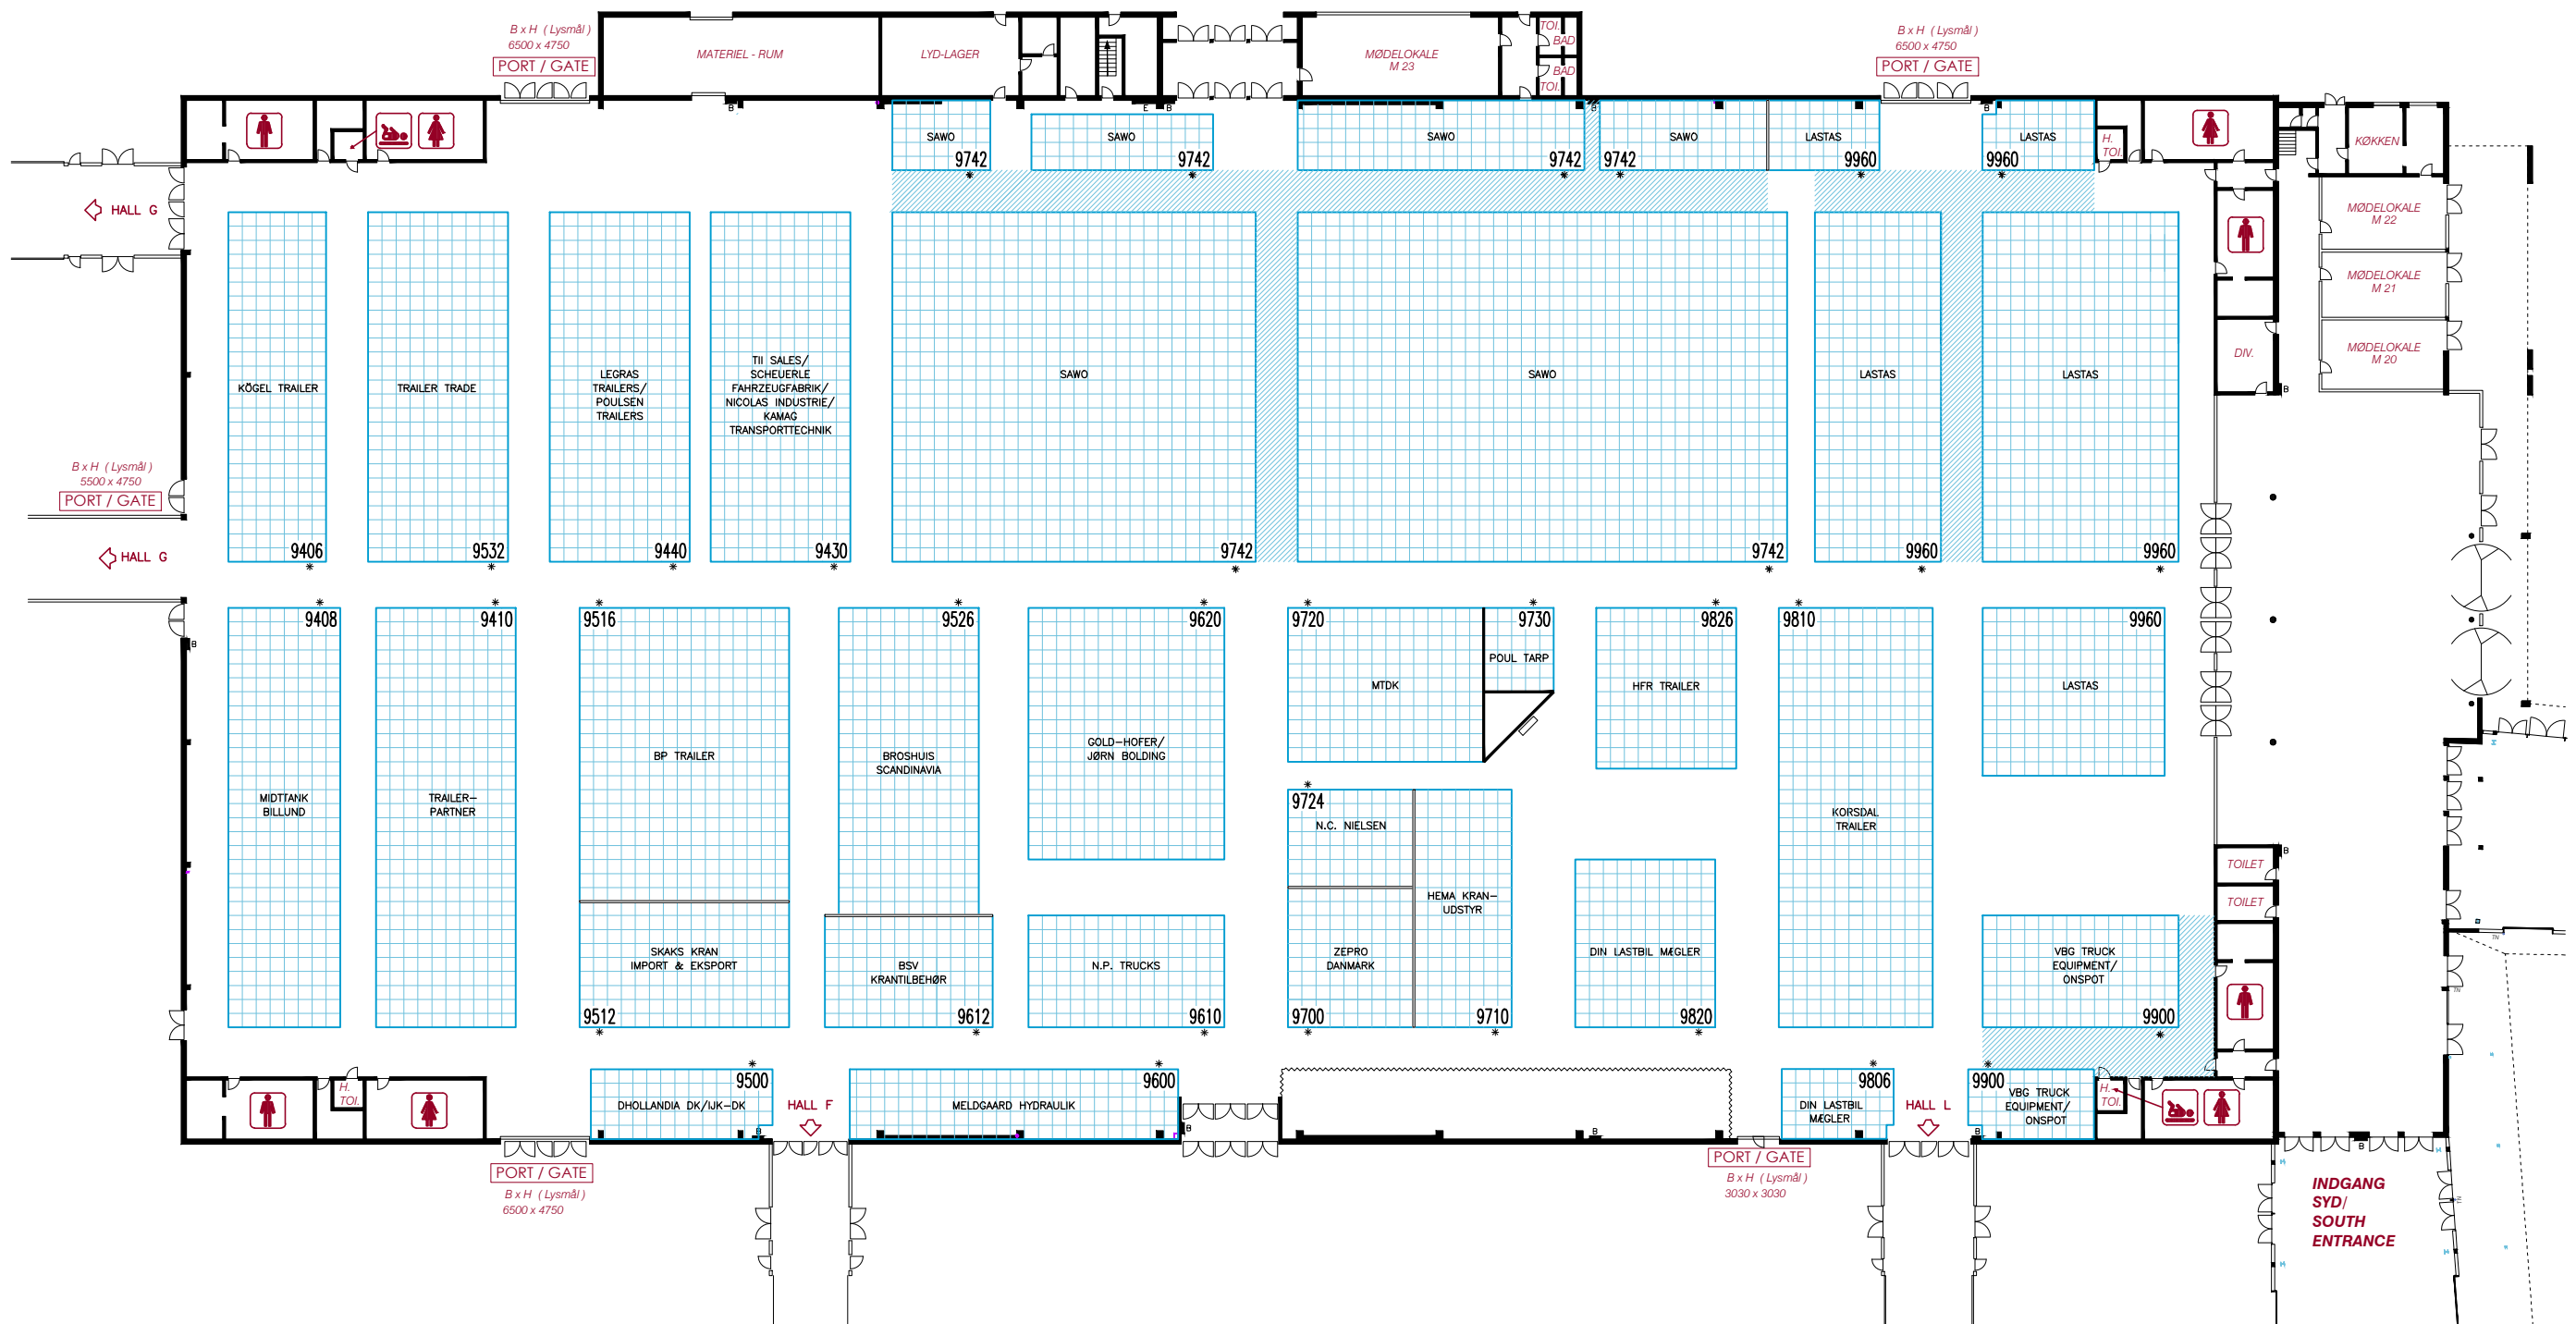 B x H ( Lysmål )
6500 x 4750
PORT / GATE
MATERIEL - RUM
LYD-LAGER
MØDELOKALE
M 23
TOI.
BAD
BAD
TOI.
B x H ( Lysmål )
6500 x 4750
PORT / GATE
B
E
B
B
B
SAWO
9742
SAWO
9742
SAWO
9742
SAWO
9742
LASTAS
9960
LASTAS
9960
H.
TOI.
KØKKEN
HALL G
MØDELOKALE
M 22
MØDELOKALE
M 21
MØDELOKALE
M 20
DIV.
B
KÖGEL TRAILER
9406
TRAILER TRADE
9532
LEGRAS
TRAILERS/
POULSEN
TRAILERS
9440
TII SALES/
SCHEUERLE
FAHRZEUGFABRIK/
NICOLAS INDUSTRIE/
KAMAG
TRANSPORTTECHNIK
9430
SAWO
9742
SAWO
9742
LASTAS
9960
LASTAS
9960
B x H ( Lysmål )
5500 x 4750
PORT / GATE
HALL G
B
9408
MIDTTANK
BILLUND
9410
TRAILER-
PARTNER
9516
BP TRAILER
9526
BROSHUIS
SCANDINAVIA
9620
GOLD-HOFER/
JØRN BOLDING
9720
MTDK
9730
POUL TARP
9826
HFR TRAILER
9810
KORSDAL
TRAILER
9960
LASTAS
9724
N.C. NIELSEN
HEMA KRAN-
UDSTYR
9710
SKAKS KRAN
IMPORT & EKSPORT
9512
BSV
KRANTILBEHØR
9612
N.P. TRUCKS
9610
ZEPRO
DANMARK
9700
DIN LASTBIL MÆGLER
9820
VBG TRUCK
EQUIPMENT/
ONSPOT
9900
B
TOILET
TOILET
TN
TN
H.
TOI.
9500
DHOLLANDIA DK/IJK-DK
B
HALL F
9600
MELDGAARD HYDRAULIK
B
B
9806
DIN LASTBIL
MÆGLER
HALL L
9900
VBG TRUCK
EQUIPMENT/
ONSPOT
B
H.
TOI.
B
PORT / GATE
B x H ( Lysmål )
6500 x 4750
PORT / GATE
B x H ( Lysmål )
3030 x 3030
INDGANG
SYD/
SOUTH
ENTRANCE
TN